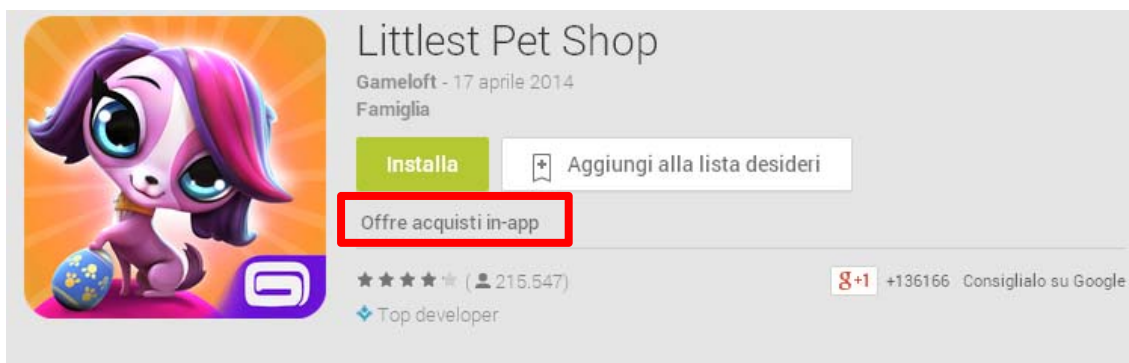 Littlest Pet Shop
Gameloft - 17 aprile 2014
Famiglia
Installa
Aggiungi alla lista desideri
Offre acquisti in-app
( 215.547)
g+1 +136166 Consiglialo su Google
Top developer